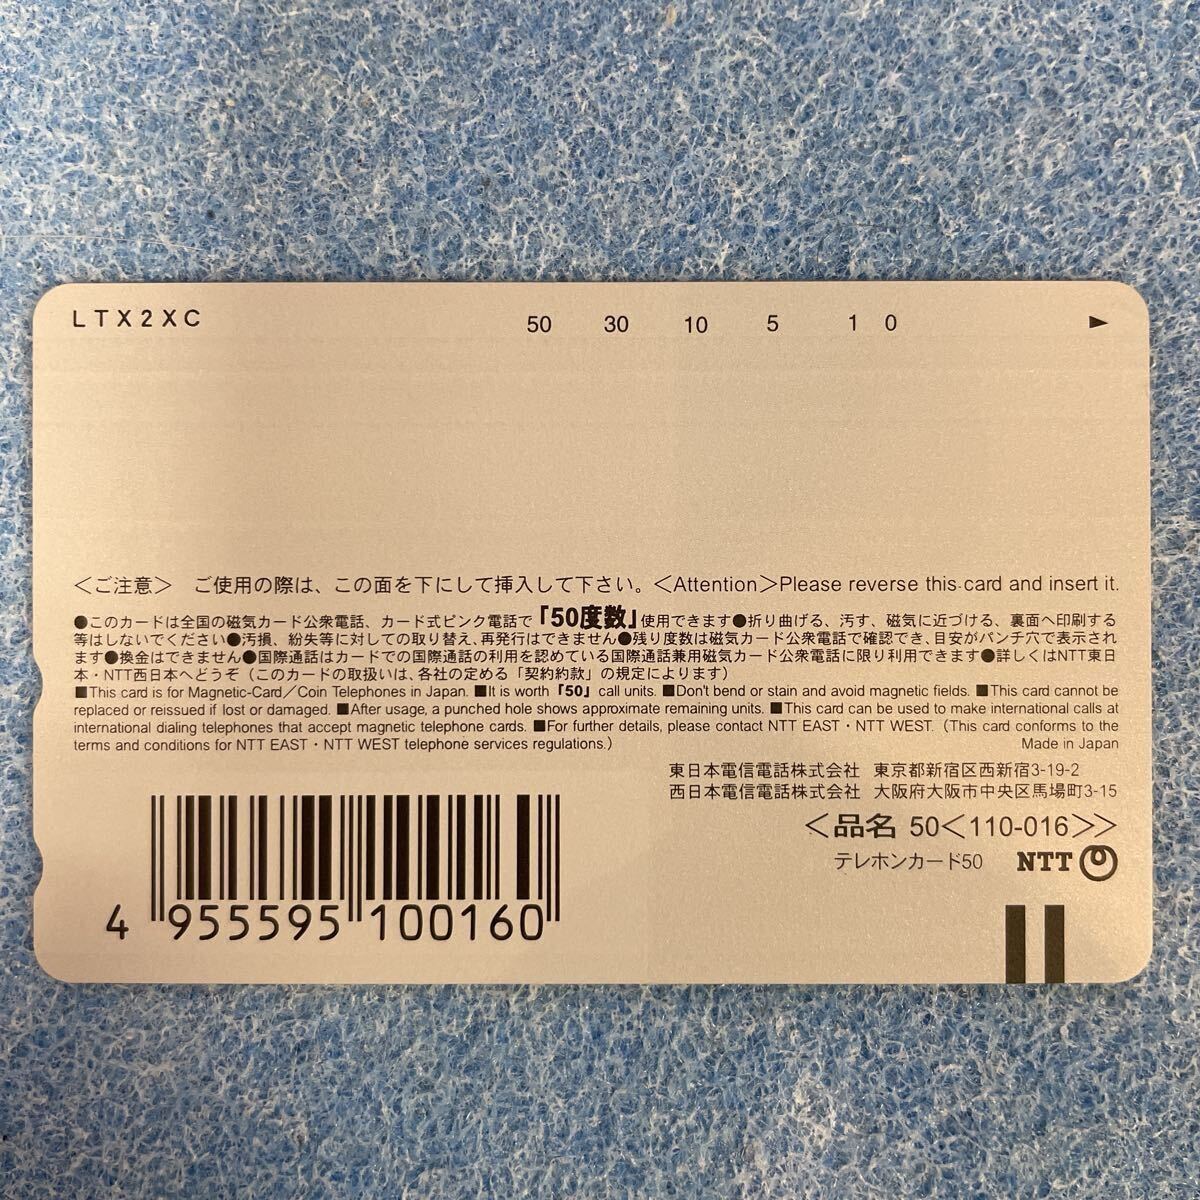 LTX2XC 50 30 10 5 1 0 ►
＜ご注意＞ ご使用の際は、この面を下にして挿入して下さい。＜Attention＞Please reverse this card and insert it.
●このカードは全国の磁気カード公衆電話、カード式ピンク電話で「50度数」使用できます●折り曲げる、汚す、磁気に近づける、裏面へ印刷する
等はしないでください●汚損、紛失等に対しての取り替え、再発行はできません●残り度数は磁気カード公衆電話で確認でき、目安がパンチ穴で表示され
ます●換金はできません●国際通話はカードでの国際通話の利用を認めている国際通話兼用磁気カード公衆電話に限り利用できます●詳しくはNTT東日
本・NTT西日本へどうぞ（このカードの取扱いは、各社の定める「契約約款」の規定によります）
■This card is for Magnetic-Card／Coin Telephones in Japan. ■It is worth「50」call units. ■Don't bend or stain and avoid magnetic fields. ■This card cannot be
replaced or reissued if lost or damaged. ■After usage, a punched hole shows approximate remaining units. ■This card can be used to make international calls at
international dialing telephones that accept magnetic telephone cards. ■For further details, please contact NTT EAST・NTT WEST.（This card conforms to the
terms and conditions for NTT EAST・NTT WEST telephone services regulations.） Made in Japan
東日本電信電話株式会社 東京都新宿区西新宿3-19-2
西日本電信電話株式会社 大阪府大阪市中央区馬場町3-15
＜品名 50＜110-016＞＞
テレホンカード50 NTT
4 955595 100160